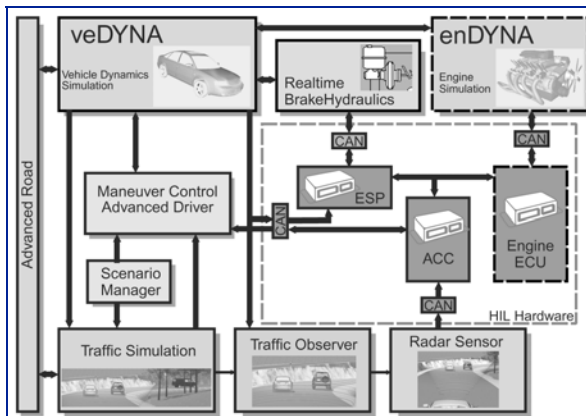 veDYNA
Vehicle Dynamics
Simulation
Realtime
BrakeHydraulics
enDYNA
Engine
Simulation
Advanced Road
CAN
CAN
ESP
Maneuver Control
Advanced Driver
CAN
ACC
Engine
ECU
Scenario
Manager
CAN
HIL Hardware
Traffic Simulation
Traffic Observer
Radar Sensor